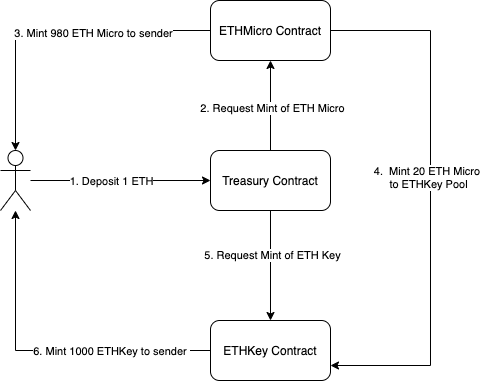 ETHMicro Contract
3. Mint 980 ETH Micro to sender
2. Request Mint of ETH Micro
1. Deposit 1 ETH
Treasury Contract
4. Mint 20 ETH Micro
to ETHKey Pool
5. Request Mint of ETH Key
6. Mint 1000 ETHKey to sender
ETHKey Contract